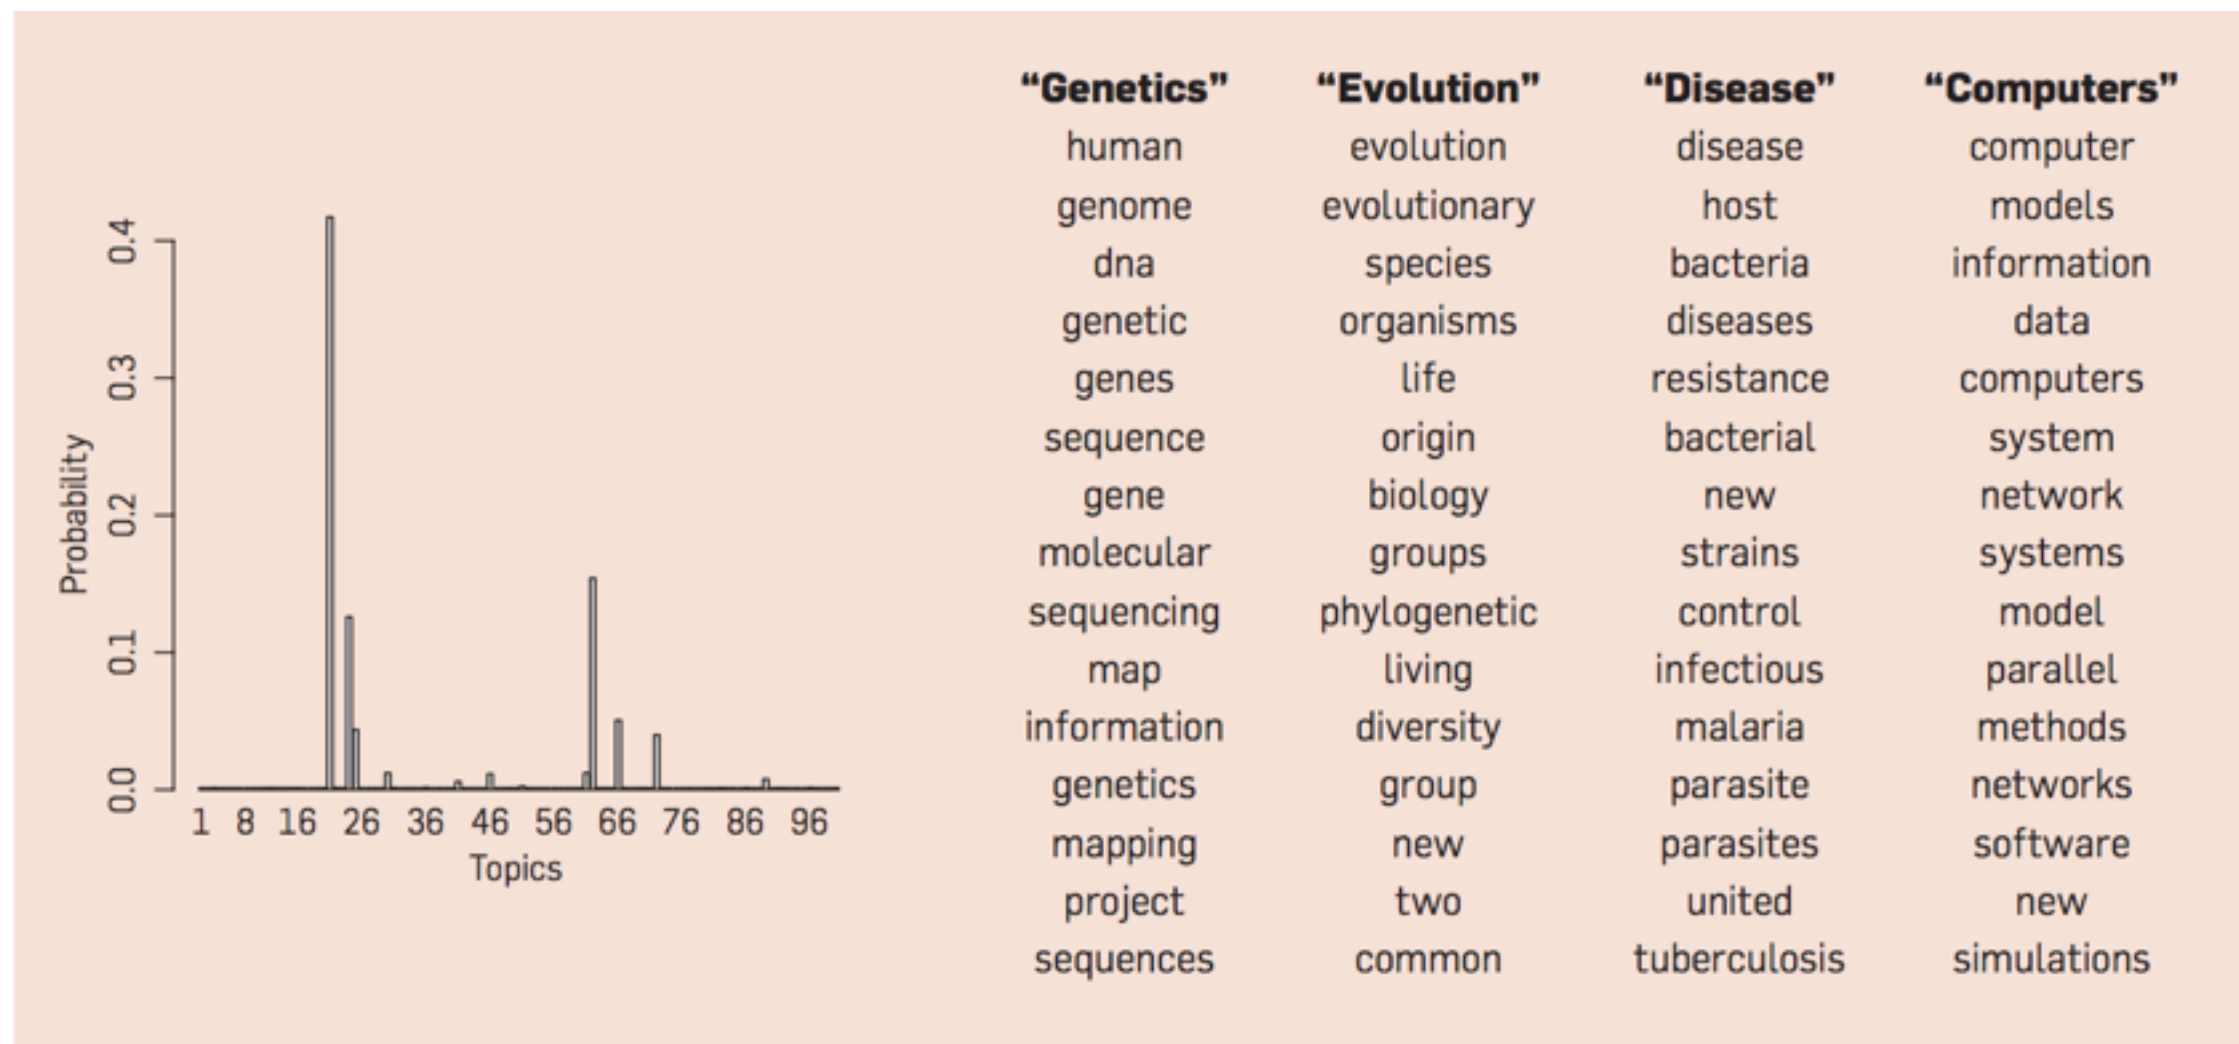 “Genetics” “Evolution” “Disease” “Computers”
human evolution disease computer
genome evolutionary host models
dna species bacteria information
genetic organisms diseases data
genes life resistance computers
sequence origin bacterial system
gene biology new network
molecular groups strains systems
sequencing phylogenetic control model
map living infectious parallel
information diversity malaria methods
genetics group parasite networks
mapping new parasites software
project two united new
sequences common tuberculosis simulations
Probability
0.4
0.3
0.2
0.1
0.0
1 8 16 26 36 46 56 66 76 86 96
Topics